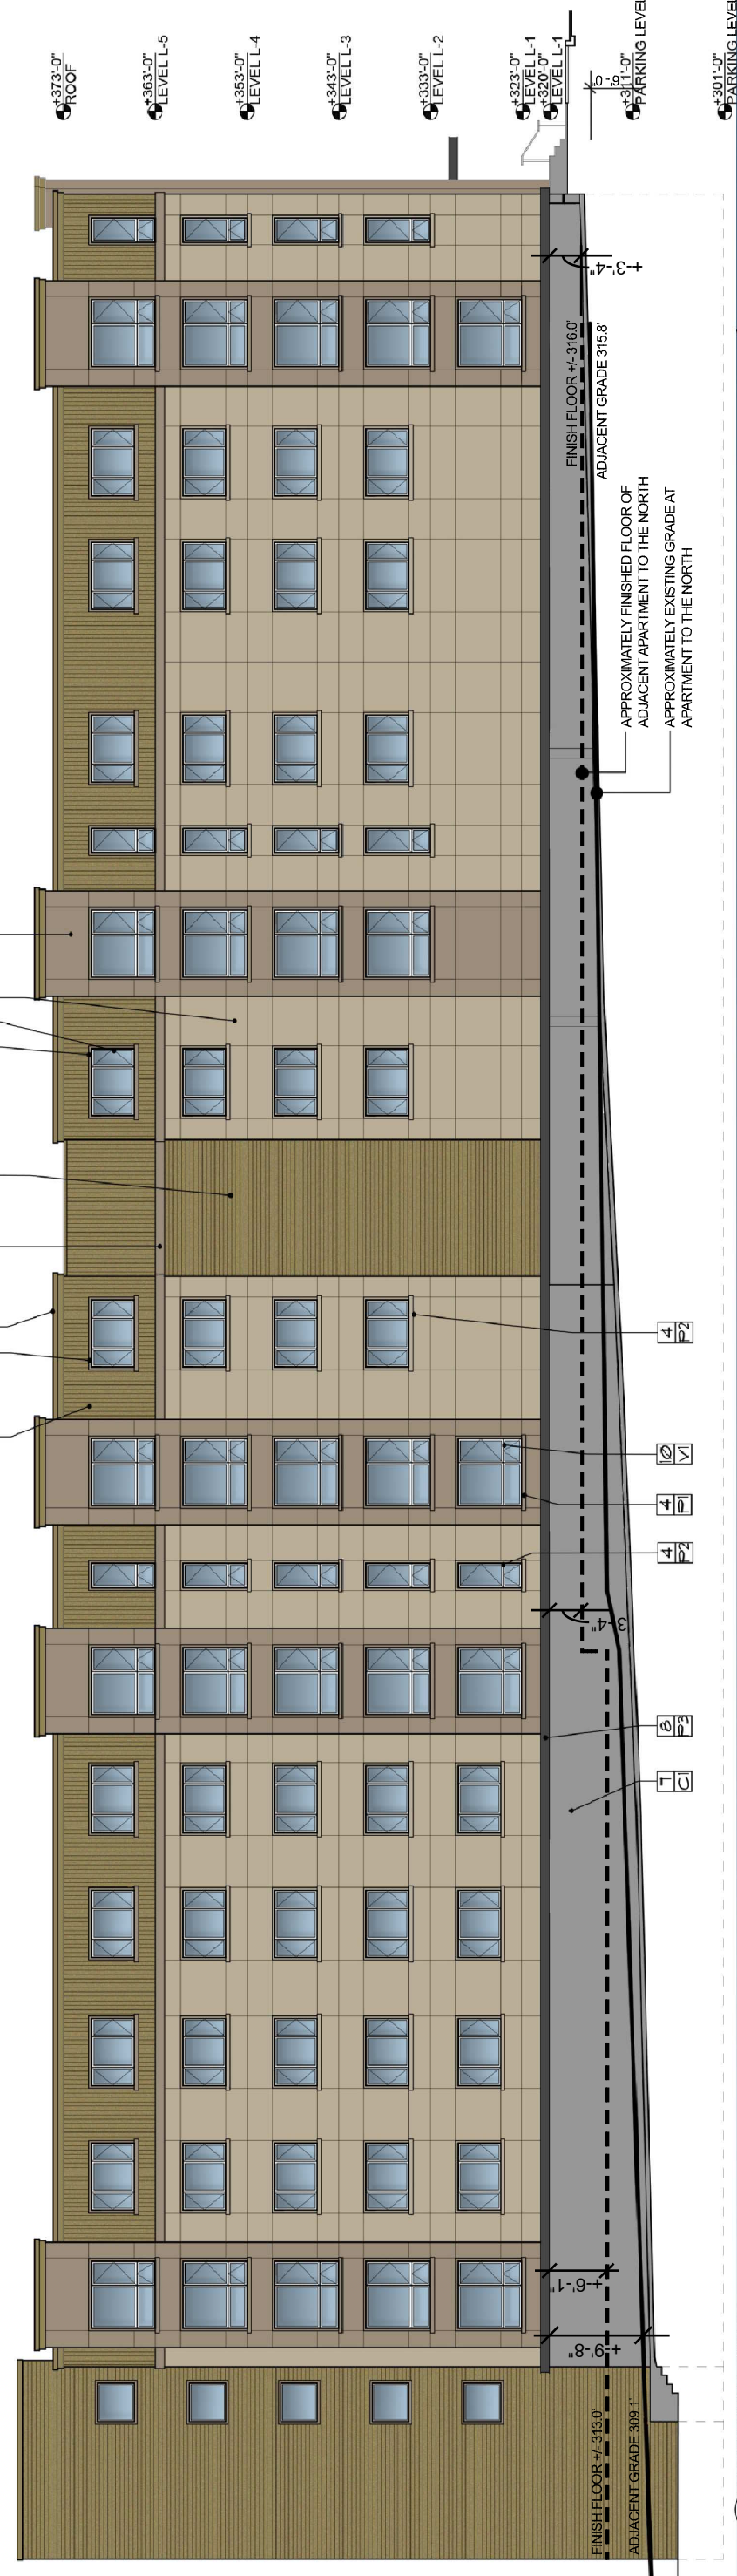 +373'-0"
ROOF
+363'-0"
LEVEL L-5
+353'-0"
LEVEL L-4
+343'-0"
LEVEL L-3
+333'-0"
LEVEL L-2
+323'-0"
LEVEL L-1
+320'-0"
LEVEL L-1
6'-0"
+311'-0"
PARKING LEVEL
+301'-0"
PARKING LEVEL
+-3'-4"
FINISH FLOOR +/- 316.0'
ADJACENT GRADE 315.8'
APPROXIMATELY FINISHED FLOOR OF
ADJACENT APARTMENT TO THE NORTH
APPROXIMATELY EXISTING GRADE AT
APARTMENT TO THE NORTH
4
P2
10
V1
4
P1
4
P2
3'-4"
8
P3
7
C1
+-6'-1"
+-9'-8"
FINISH FLOOR +/- 313.0'
ADJACENT GRADE 309.1'